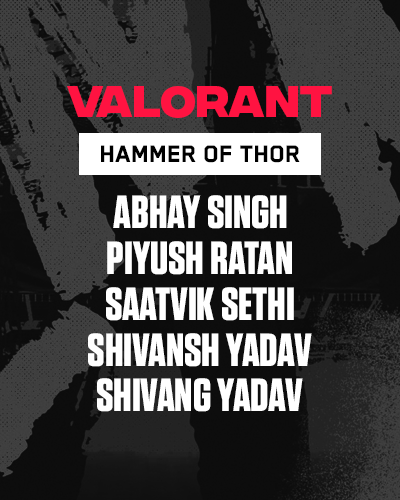 VALORANT
HAMMER OF THOR
ABHAY SINGH
PIYUSH RATAN
SAATVIK SETHI
SHIVANSH YADAV
SHIVANG YADAV